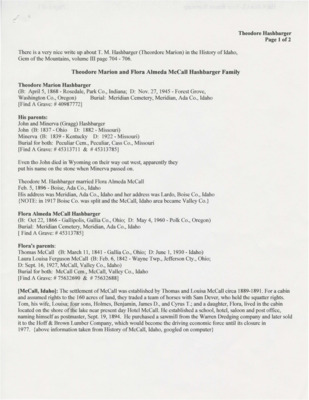 Theodore Hashbarger
Page 1 of 2
There is a very nice write up about T. M. Hashbarger (Theordore Marion) in the History of Idaho,
Gem of the Mountains, volume III page 704 - 706.
Theodore Marion and Flora Almeda McCall Hashbarger Family
Theodore Marion Hashbarger
(B: April 5, 1868 - Rosedale; Park Co., Indiana; D: Nov. 27, 1945 - Forest Grove,
Washington Co., Oregon) Burial: Meridian Cemetery, Meridian, Ada Co., Idaho
[Find A Grave: # 40987772]
His parents:
John and Minerva (Gragg) Hashbarger
John. (B: 1837 - Ohio D: 1882 - Missouri)
Minerva (B: 1839 - Kentucky D: 1922 - Missouri)
Burial for both: Peculiar Cem., Peculiar, Cass Co., Missouri
[Find A Grave: # 45313711 & # 45313785]
Even tho John died in Wyoming on their way out west, apparently they
put his name on the stone when Minerva passed on.
Theodore M. Hashbarger married Flora Almeda McCall
Feb. 5, 1896 - Boise, Ada Co., Idaho
His address was Meridan, Ada Co., Idaho and her address was Lardo, Boise Co., Idaho
[NOTE: in 1917 Boise Co. was split and the McCall, Idaho area became Valley Co.]
Flora Almeda McCall Hashbarger
(B: Oct 22, 1866 - Gallipolis, Gallia Co., Ohio; D: May 4, 1960 - Polk Co., Oregon)
Burial: Meridian Cemetery, Meridian, Ada Co., Idaho
[ Find A Grave: # 45313785]
Flora's parents:
Thomas McCall (B: March 11, 1841 - Gallia Co., Ohio; D: June 1, 1930 - Idaho)
Laura Louisa Ferguson McCall (B: Feb. 6, 1842 - Wayne Twp., Jefferson Cty., Ohio;
D: Sept. 16, 1927, McCall, Valley Co., Idaho)
Burial for both: McCall Cem., McCall, Valley Co., Idaho
[Find a Grave: # 75632690 & # 75632688]
[McCall, Idaho]: The settlement of McCall was established by Thomas and Louisa McCall circa 1889-1891. For a cabin
and assumed rights to the 160 acres of land, they traded a team of horses with Sam Dever, who held the squatter rights.
Tom, his wife, Louisa; four sons, Holmes, Benjamin, James D., and Cyrus T.; and a daughter, Flora, lived in the cabin
located on the shore of the lake near present day Hotel McCall. He established a school, hotel, saloon and post office,
naming himself as postmaster, Sept. 19, 1894. He purchased a sawmill from the Warren Dredging company and later sold
it to the Hoff & Brown Lumber Company, which would become the driving economic force until its closure in
1977. [above information taken from History of McCall, Idaho, googled on computer]